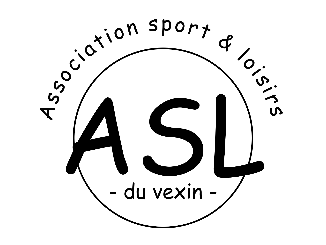 Association sport & loisirs
ASL
- du vexin -